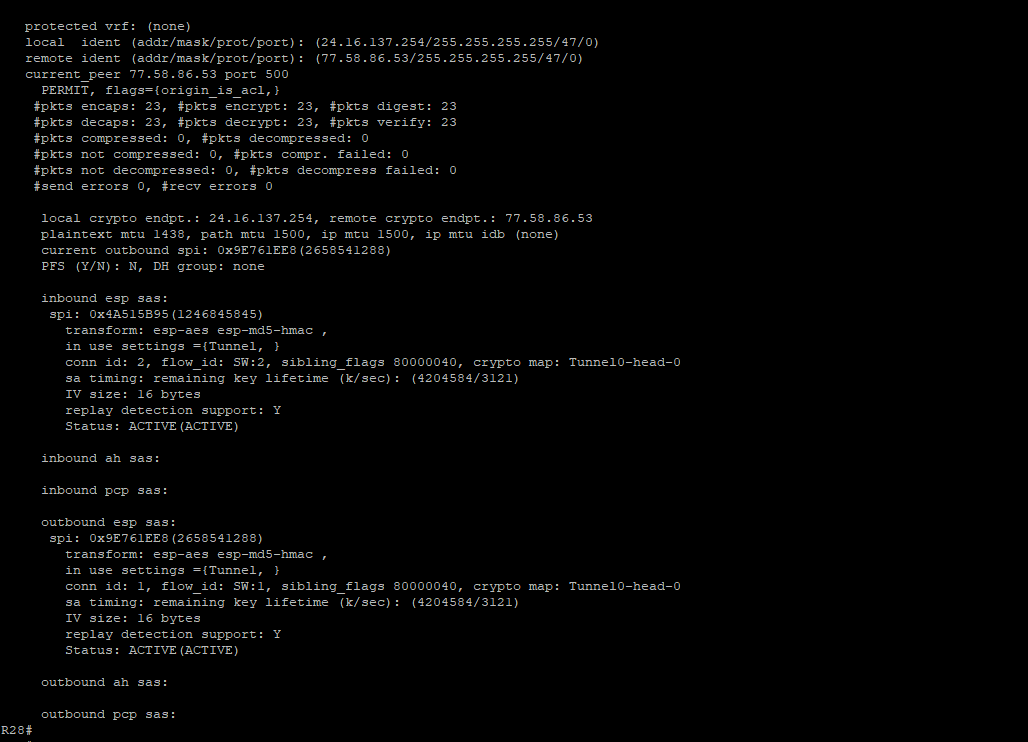 protected vrf: (none)
local  ident (addr/mask/prot/port): (24.16.137.254/255.255.255.255/47/0)
remote ident (addr/mask/prot/port): (77.58.86.53/255.255.255.255/47/0)
current_peer 77.58.86.53 port 500
PERMIT, flags={origin_is_acl,}
#pkts encaps: 23, #pkts encrypt: 23, #pkts digest: 23
#pkts decaps: 23, #pkts decrypt: 23, #pkts verify: 23
#pkts compressed: 0, #pkts decompressed: 0
#pkts not compressed: 0, #pkts compr. failed: 0
#pkts not decompressed: 0, #pkts decompress failed: 0
#send errors 0, #recv errors 0
local crypto endpt.: 24.16.137.254, remote crypto endpt.: 77.58.86.53
plaintext mtu 1438, path mtu 1500, ip mtu 1500, ip mtu idb (none)
current outbound spi: 0x9E761EE8(2658541288)
PFS (Y/N): N, DH group: none
inbound esp sas:
spi: 0x4A515B95(1246845845)
transform: esp-aes esp-md5-hmac ,
in use settings ={Tunnel, }
conn id: 2, flow_id: SW:2, sibling_flags 80000040, crypto map: Tunnel0-head-0
sa timing: remaining key lifetime (k/sec): (4204584/3121)
IV size: 16 bytes
replay detection support: Y
Status: ACTIVE(ACTIVE)
inbound ah sas:
inbound pcp sas:
outbound esp sas:
spi: 0x9E761EE8(2658541288)
transform: esp-aes esp-md5-hmac ,
in use settings ={Tunnel, }
conn id: 1, flow_id: SW:1, sibling_flags 80000040, crypto map: Tunnel0-head-0
sa timing: remaining key lifetime (k/sec): (4204584/3121)
IV size: 16 bytes
replay detection support: Y
Status: ACTIVE(ACTIVE)
outbound ah sas:
outbound pcp sas:
R28#